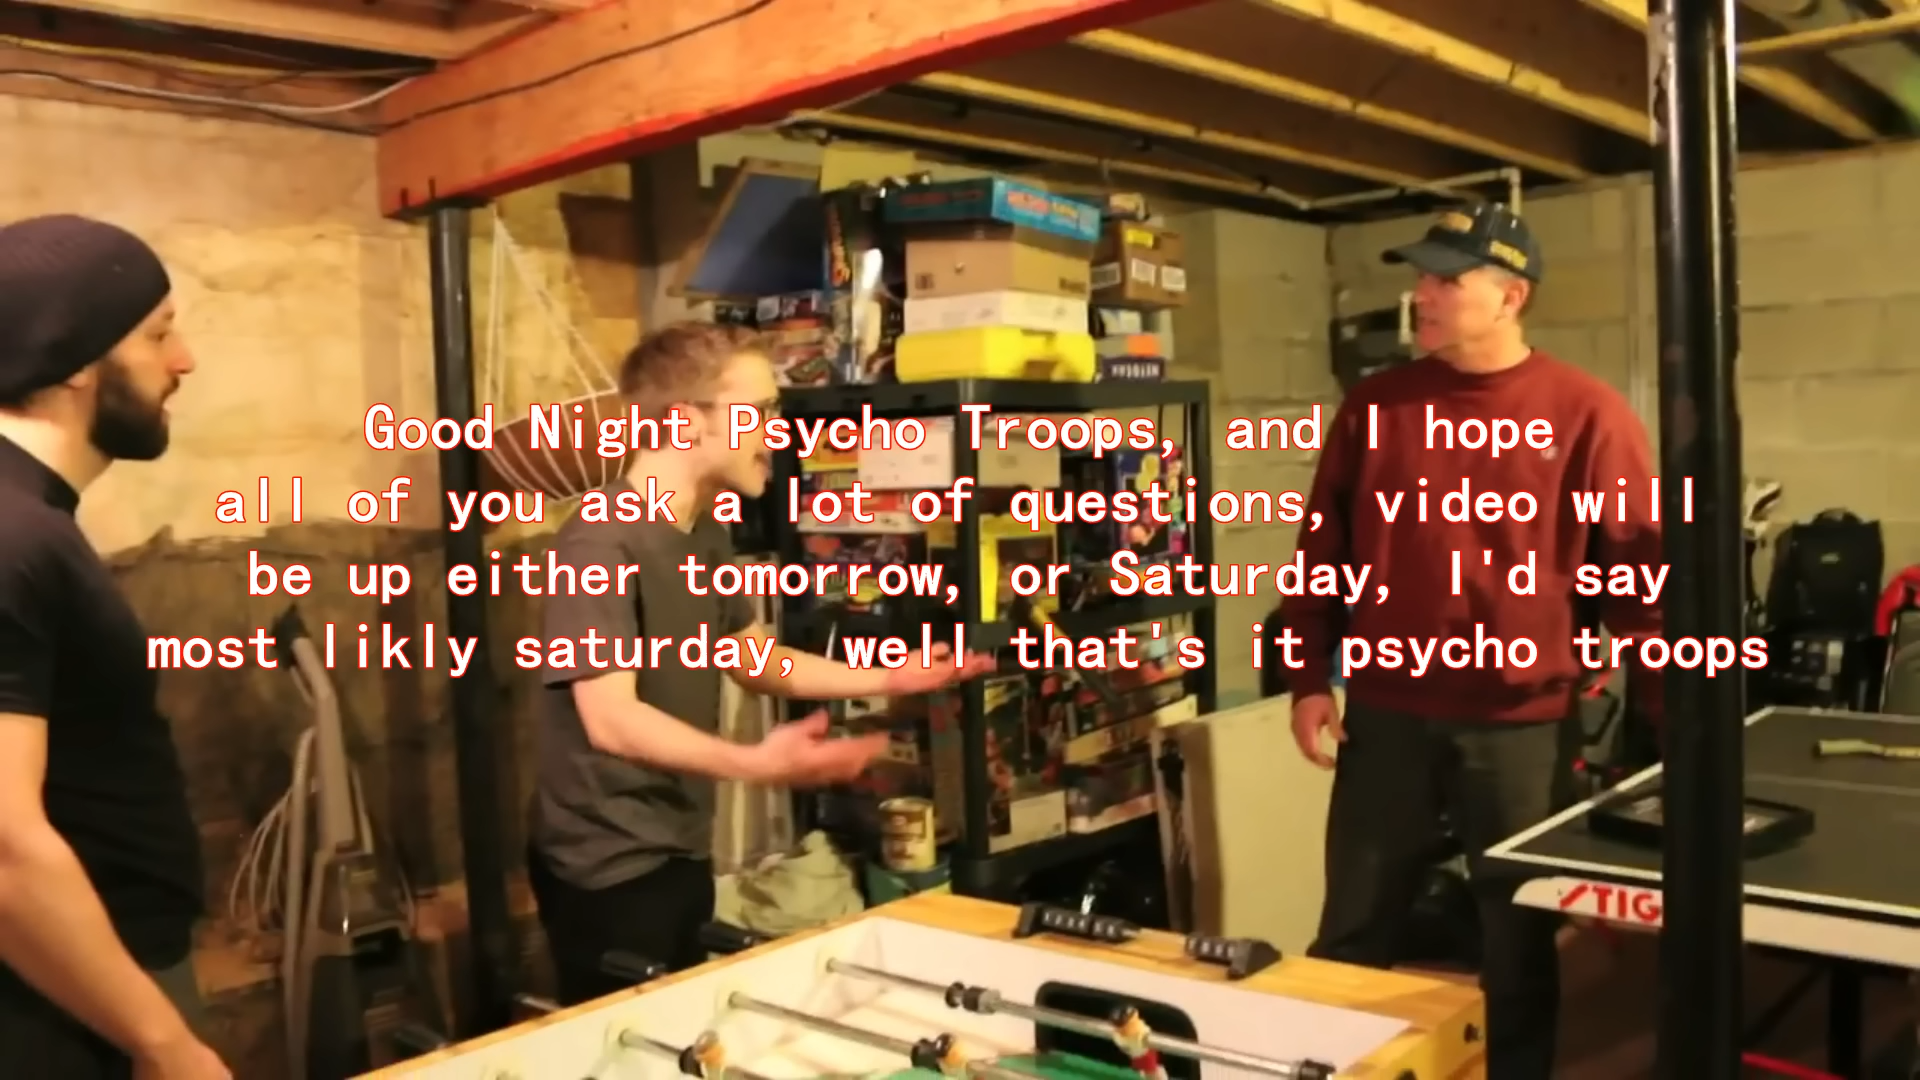 Good Night Psycho Troops, and I hope
all of you ask a lot of questions, video will
be up either tomorrow, or Saturday, I'd say
most likly saturday, well that's it psycho troops
STIG